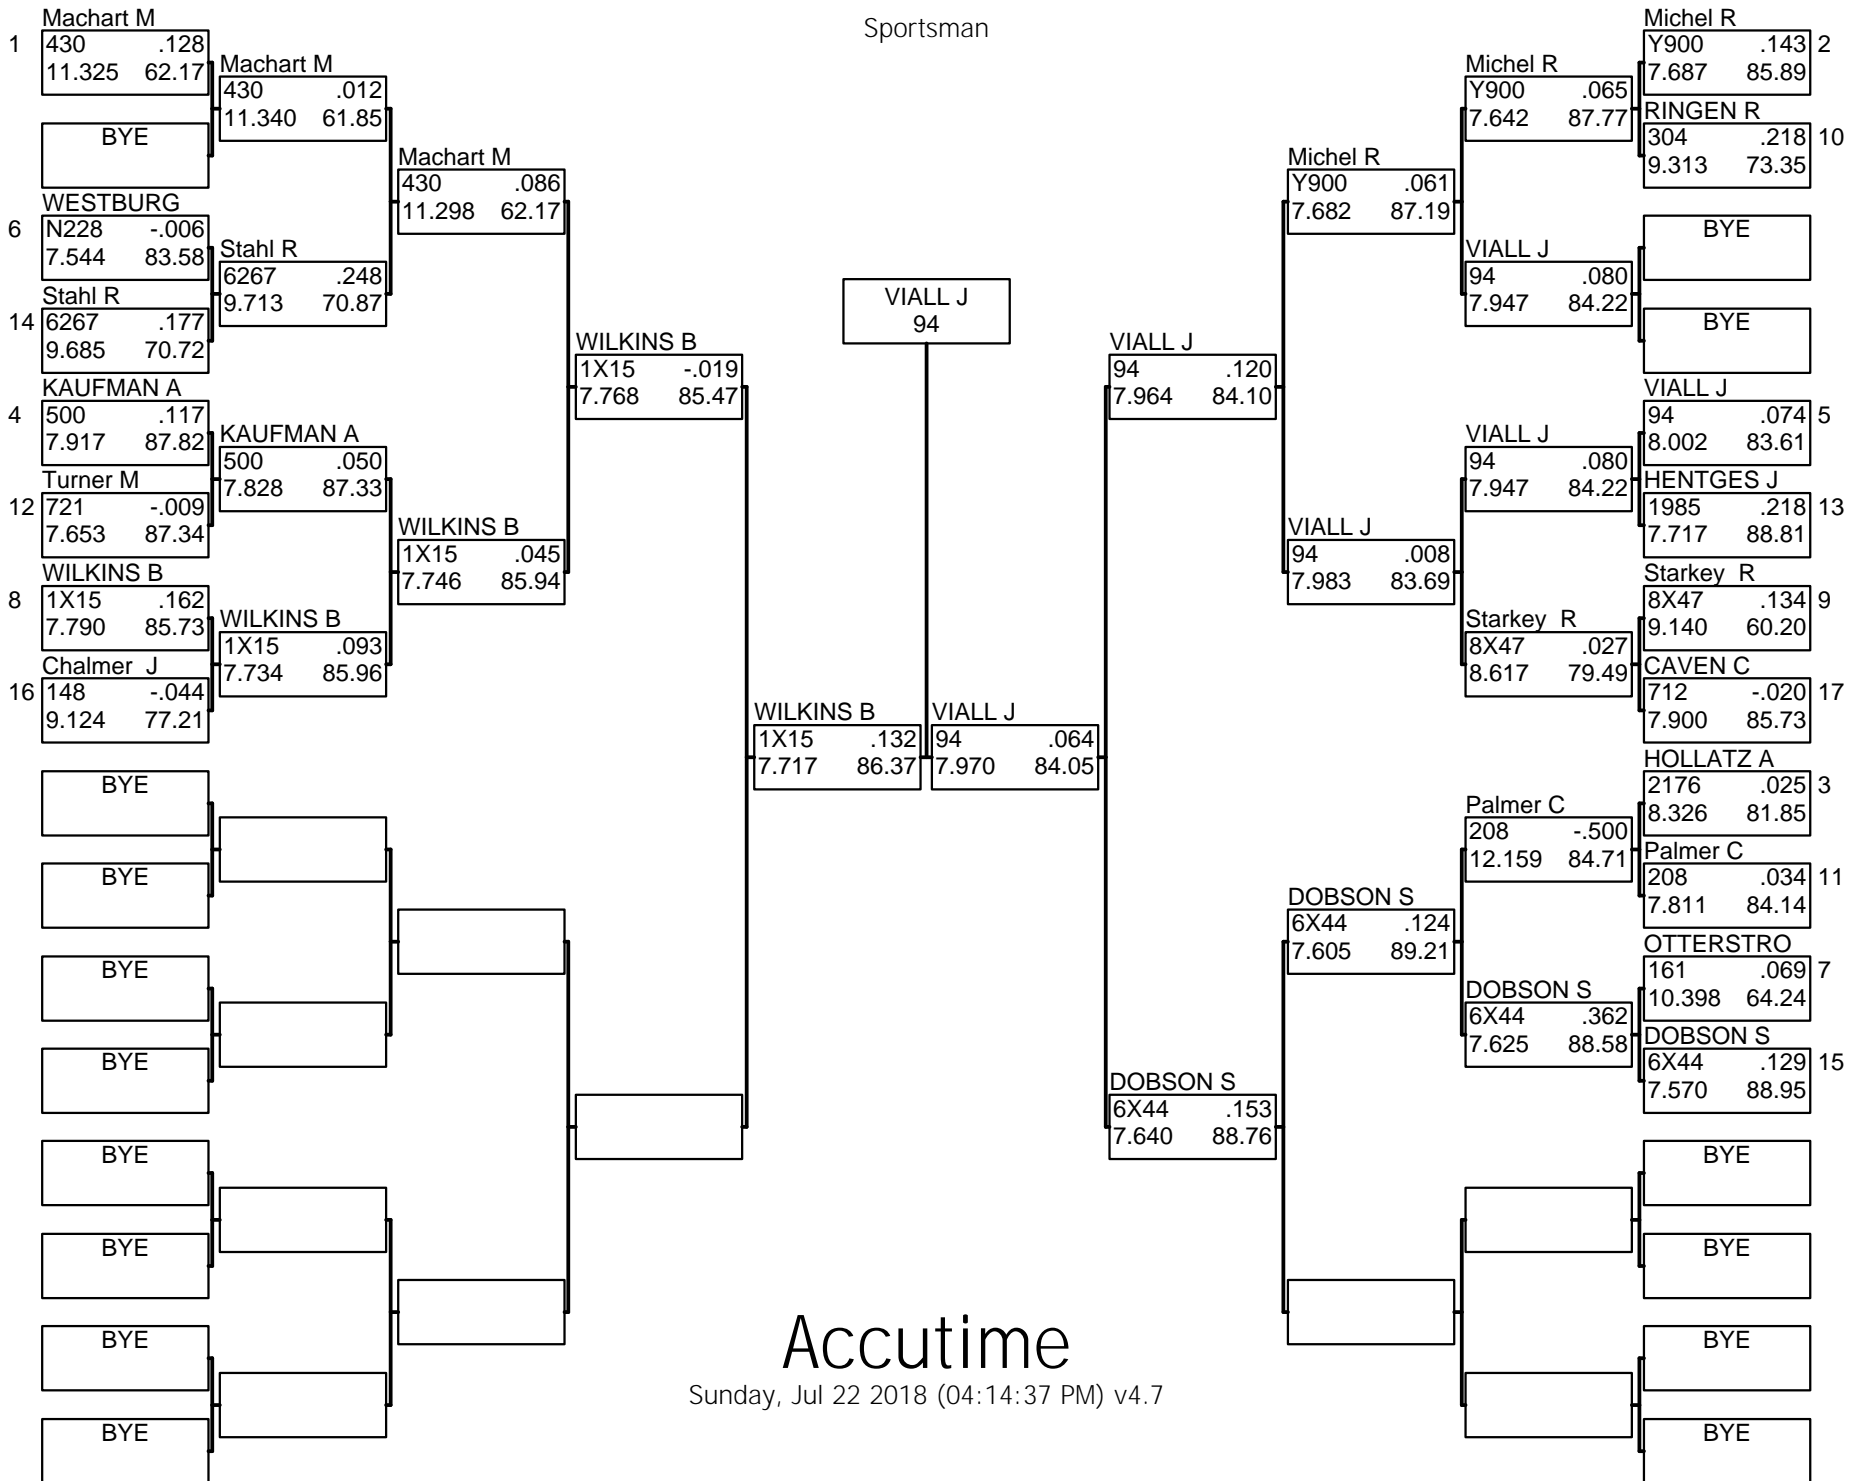 Sportsman
Machart M
1
430 .128
11.325 62.17
BYE
WESTBURG
6
N228 -.006
7.544 83.58
Stahl R
14
6267 .177
9.685 70.72
KAUFMAN A
4
500 .117
7.917 87.82
Turner M
12
721 -.009
7.653 87.34
WILKINS B
8
1X15 .162
7.790 85.73
Chalmer J
16
148 -.044
9.124 77.21
BYE
BYE
BYE
BYE
BYE
BYE
BYE
BYE
Machart M
430 .012
11.340 61.85
Stahl R
6267 .248
9.713 70.87
KAUFMAN A
500 .050
7.828 87.33
WILKINS B
1X15 .093
7.734 85.96
Machart M
430 .086
11.298 62.17
WILKINS B
1X15 .045
7.746 85.94
WILKINS B
1X15 -.019
7.768 85.47
WILKINS B
1X15 .132
7.717 86.37
VIALL J
94
VIALL J
94 .064
7.970 84.05
VIALL J
94 .120
7.964 84.10
DOBSON S
6X44 .153
7.640 88.76
Michel R
Y900 .061
7.682 87.19
VIALL J
94 .008
7.983 83.69
DOBSON S
6X44 .124
7.605 89.21
Michel R
Y900 .065
7.642 87.77
VIALL J
94 .080
7.947 84.22
VIALL J
94 .080
7.947 84.22
Starkey R
8X47 .027
8.617 79.49
Palmer C
208 -.500
12.159 84.71
DOBSON S
6X44 .362
7.625 88.58
Michel R
Y900 .143
2
7.687 85.89
RINGEN R
304 .218
10
9.313 73.35
BYE
BYE
VIALL J
94 .074
5
8.002 83.61
HENTGES J
1985 .218
13
7.717 88.81
Starkey R
8X47 .134
9
9.140 60.20
CAVEN C
712 -.020
17
7.900 85.73
HOLLATZ A
2176 .025
3
8.326 81.85
Palmer C
208 .034
11
7.811 84.14
OTTERSTRO
161 .069
7
10.398 64.24
DOBSON S
6X44 .129
15
7.570 88.95
BYE
BYE
BYE
BYE
Accutime
Sunday, Jul 22 2018 (04:14:37 PM) v4.7